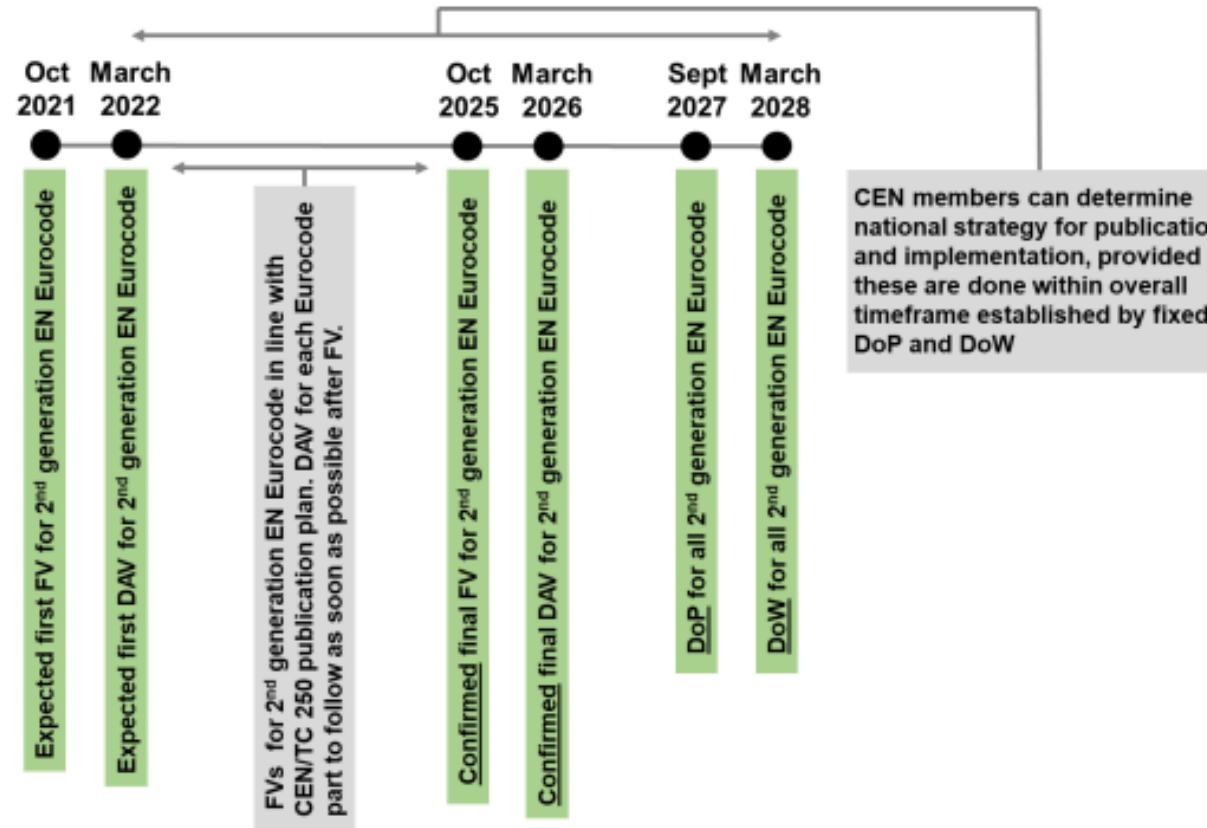 Oct
2021
March
2022
Oct
2025
March
2026
Sept
2027
March
2028
Expected first FV for 2nd generation EN Eurocode
Expected first DAV for 2nd generation EN Eurocode
FVs for 2nd generation EN Eurocode in line with
CEN/TC 250 publication plan. DAV for each Eurocode
part to follow as soon as possible after FV.
Confirmed final FV for 2nd generation EN Eurocode
Confirmed final DAV for 2nd generation EN Eurocode
DoP for all 2nd generation EN Eurocode
DoW for all 2nd generation EN Eurocode
CEN members can determine
national strategy for publicatio
and implementation, provided
these are done within overall
timeframe established by fixed
DoP and DoW